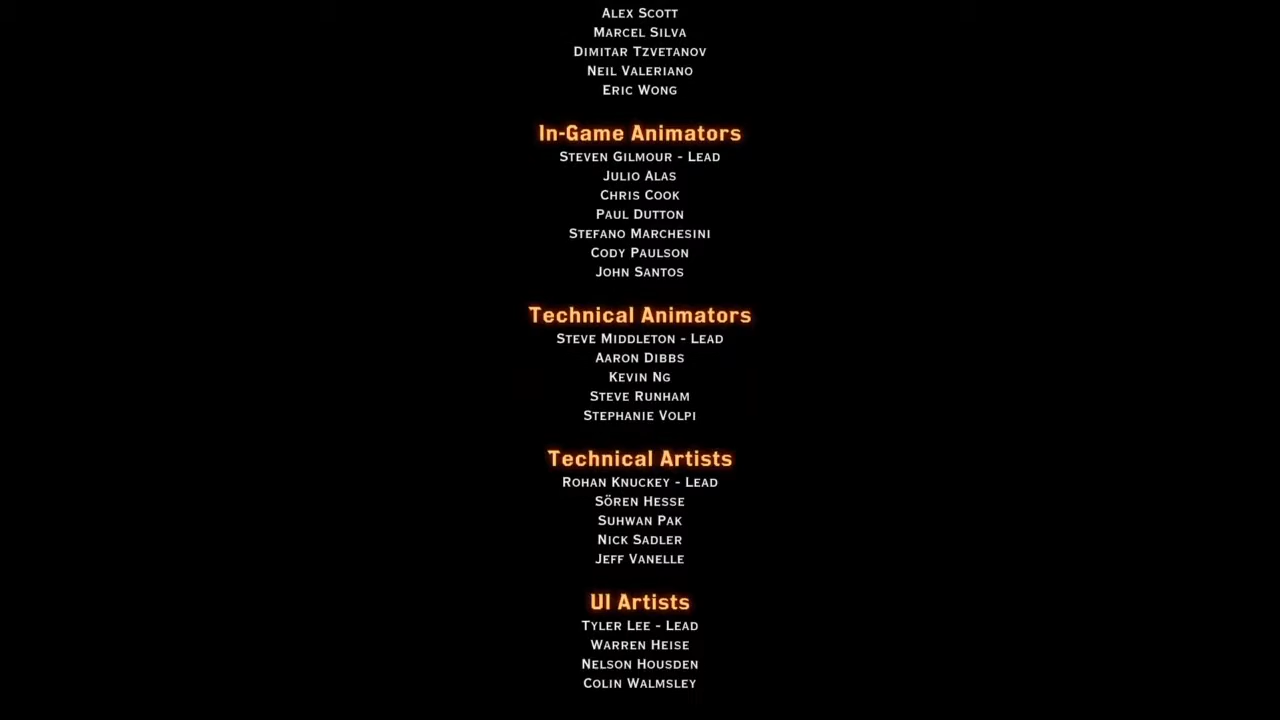 Alex Scott
Marcel Silva
Dimitar Tzvetanov
Neil Valeriano
Eric Wong
In-Game Animators
Steven Gilmour - Lead
Julio Alas
Chris Cook
Paul Dutton
Stefano Marchesini
Cody Paulson
John Santos
Technical Animators
Steve Middleton - Lead
Aaron Dibbs
Kevin Ng
Steve Runham
Stephanie Volpi
Technical Artists
Rohan Knuckey - Lead
Sören Hesse
Suhwan Pak
Nick Sadler
Jeff Vanelle
UI Artists
Tyler Lee - Lead
Warren Heise
Nelson Housden
Colin Walmsley